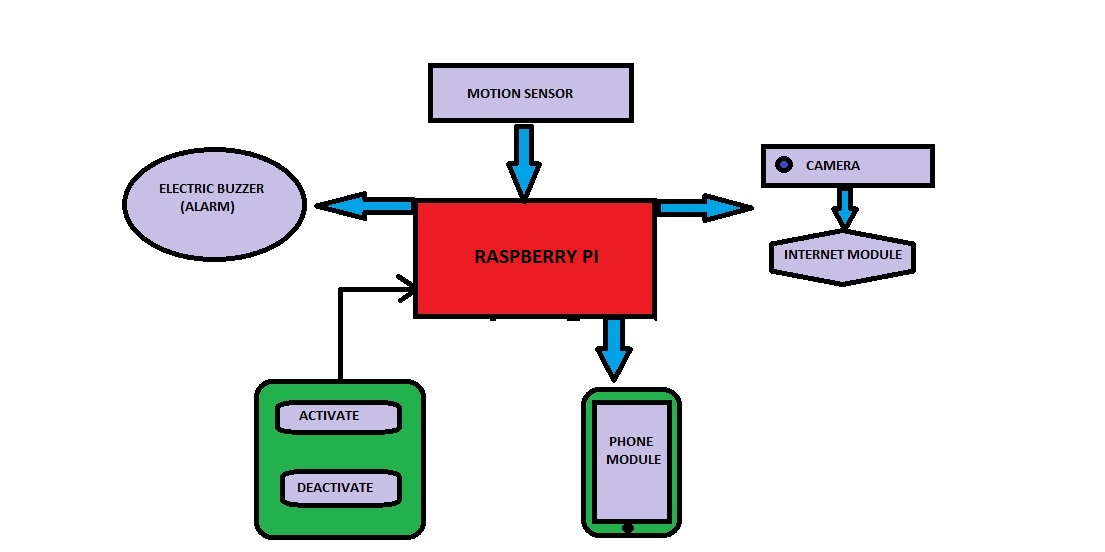 MOTION SENSOR
ELECTRIC BUZZER
(ALARM)
CAMERA
RASPBERRY PI
INTERNET MODULE
ACTIVATE
DEACTIVATE
PHONE
MODULE